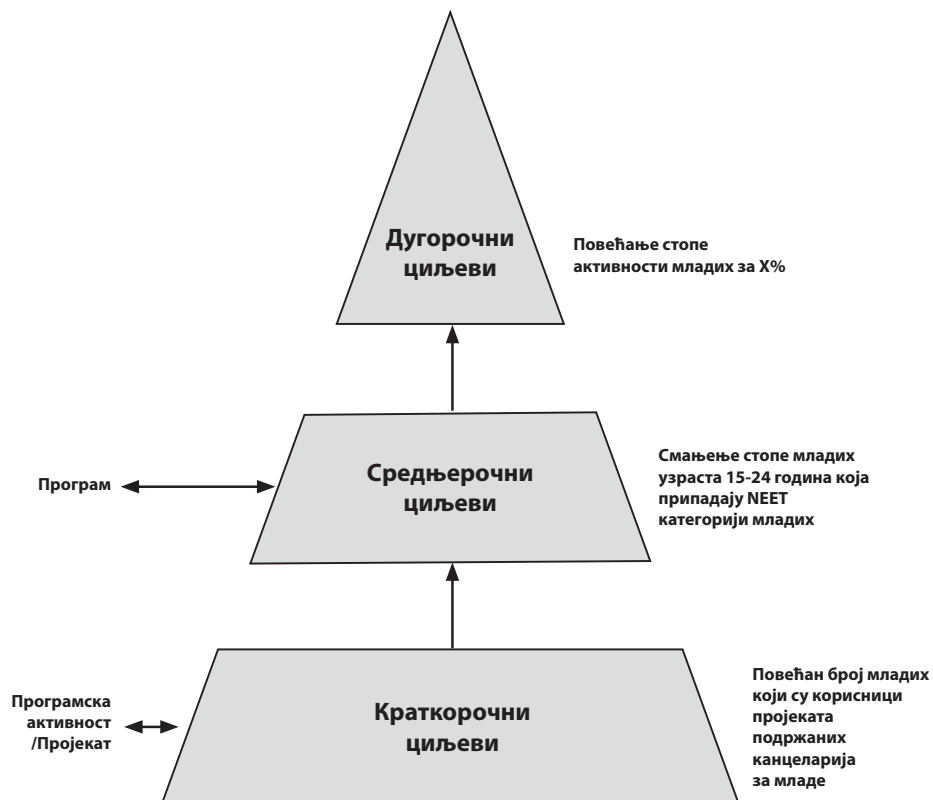 Дугорочни
циљеви
Повећање стопе
активности младих за X%
Програм
Средњерочни
циљеви
Смањење стопе младих
узраста 15-24 година која
припадају NEET
категорији младих
Програмска
активност
/Пројекат
Краткорочни
циљеви
Повећан број младих
који су корисници
пројеката
подржаних
канцеларија
за младе